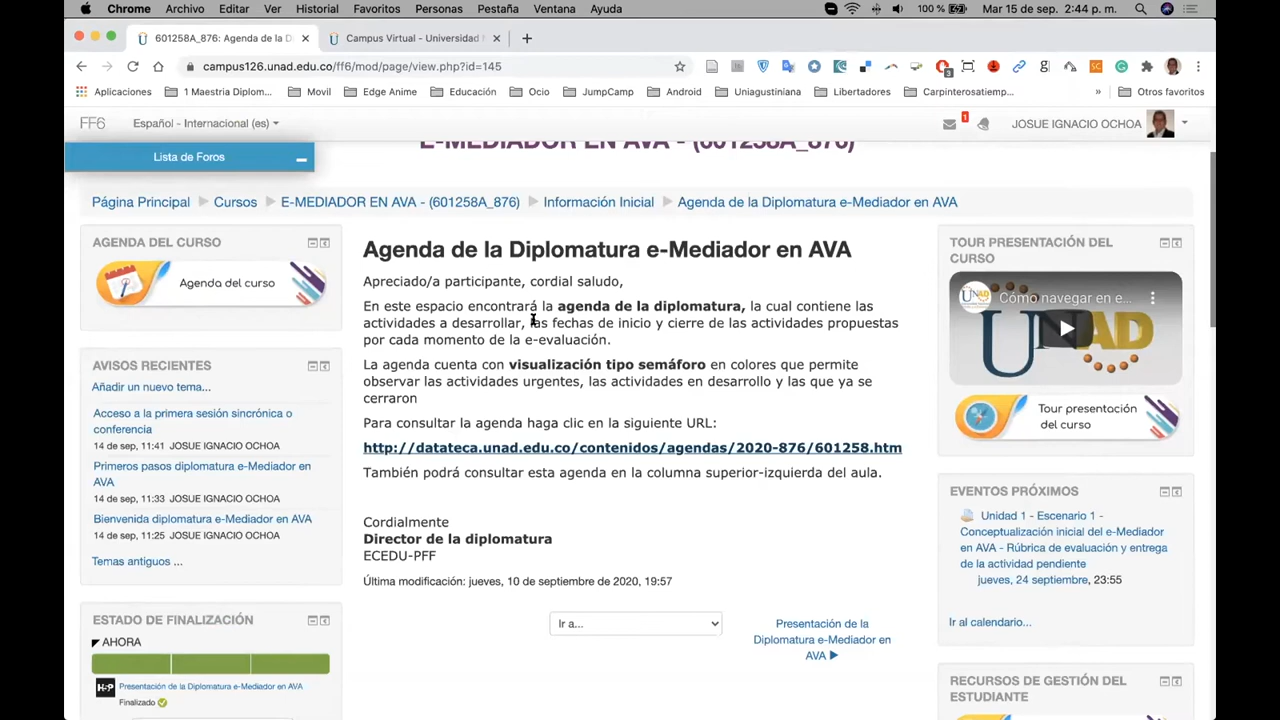 Chrome Archivo Editar Ver Historial Favoritos Personas Pestaña Ventana Ayuda 100 % Mar 15 de sep. 2:44 p. m.
601258A_876: Agenda de la D Campus Virtual - Universidad
campus126.unad.edu.co/ff6/mod/page/view.php?id=145
3
Aplicaciones 1 Maestria Diplom... Movil Edge Anime Educación Ocio JumpCamp Android Uniagustiniana Libertadores Carpinterosatiemp... » Otros favoritos
FF6 Español - Internacional (es) 1 JOSUE IGNACIO OCHOA
E-MEDIADOR EN AVA - (601258A_876)
Lista de Foros
Página Principal Cursos E-MEDIADOR EN AVA - (601258A_876) Información Inicial Agenda de la Diplomatura e-Mediador en AVA
AGENDA DEL CURSO
Agenda del curso
AVISOS RECIENTES
Añadir un nuevo tema...
Acceso a la primera sesión sincrónica o
conferencia
14 de sep, 11:41 JOSUE IGNACIO OCHOA
Primeros pasos diplomatura e-Mediador en
AVA
14 de sep, 11:33 JOSUE IGNACIO OCHOA
Bienvenida diplomatura e-Mediador en AVA
14 de sep, 11:25 JOSUE IGNACIO OCHOA
Temas antiguos ...
ESTADO DE FINALIZACIÓN
AHORA
H-P Presentación de la Diplomatura e-Mediador en AVA
Finalizado
Agenda de la Diplomatura e-Mediador en AVA
Apreciado/a participante, cordial saludo,
En este espacio encontrará la agenda de la diplomatura, la cual contiene las
actividades a desarrollar, las fechas de inicio y cierre de las actividades propuestas
por cada momento de la e-evaluación.
La agenda cuenta con visualización tipo semáforo en colores que permite
observar las actividades urgentes, las actividades en desarrollo y las que ya se
cerraron
Para consultar la agenda haga clic en la siguiente URL:
http://datateca.unad.edu.co/contenidos/agendas/2020-876/601258.htm
También podrá consultar esta agenda en la columna superior-izquierda del aula.
Cordialmente
Director de la diplomatura
ECEDU-PFF
Última modificación: jueves, 10 de septiembre de 2020, 19:57
Ir a...
Presentación de la
Diplomatura e-Mediador en
AVA
TOUR PRESENTACIÓN DEL
CURSO
Cómo navegar en e...
UNAD
Tour presentación
del curso
EVENTOS PRÓXIMOS
Unidad 1 - Escenario 1 -
Conceptualización inicial del e-Mediador
en AVA - Rúbrica de evaluación y entrega
de la actividad pendiente
jueves, 24 septiembre, 23:55
Ir al calendario...
RECURSOS DE GESTIÓN DEL
ESTUDIANTE